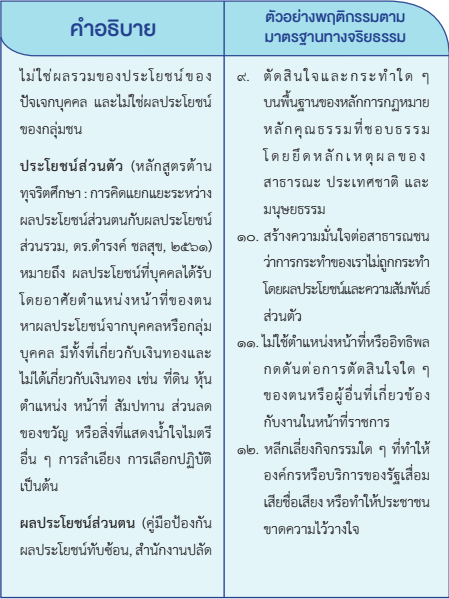 คำอธิบาย
ไม่ใช่ผลรวมของประโยชน์ของ
ปัจเจกบุคคล และไม่ใช่ผลประโยชน์
ของกลุ่มชน
ประโยชน์ส่วนตัว (หลักสูตรต้าน
ทุจริตศึกษา : การคิดแยกแยะระหว่าง
ผลประโยชน์ส่วนตนกับผลประโยชน์
ส่วนรวม, ดร.ดำรงค์ ชลสุข, ๒๕๖๑)
หมายถึง ผลประโยชน์ที่บุคคลได้รับ
โดยอาศัยตำแหน่งหน้าที่ของตน
หาผลประโยชน์จากบุคคลหรือกลุ่ม
บุคคล มีทั้งที่เกี่ยวกับเงินทองและ
ไม่ได้เกี่ยวกับเงินทอง เช่น ที่ดิน หุ้น
ตำแหน่ง หน้าที่ สัมปทาน ส่วนลด
ของขวัญ หรือสิ่งที่แสดงน้ำใจไมตรี
อื่น ๆ การลำเอียง การเลือกปฏิบัติ
เป็นต้น
ผลประโยชน์ส่วนตน (คู่มือป้องกัน
ผลประโยชน์ทับซ้อน, สำนักงานปลัด
ตัวอย่างพฤติกรรมตาม
มาตรฐานทางจริยธรรม
๙. ตัดสินใจและกระทำใด ๆ
บนพื้นฐานของหลักการกฎหมาย
หลักคุณธรรมที่ชอบธรรม
โดยยึดหลักเหตุผลของ
สาธารณะ ประเทศชาติ และ
มนุษยธรรม
๑๐. สร้างความมั่นใจต่อสาธารณชน
ว่าการกระทำของเราไม่ถูกกระทำ
โดยผลประโยชน์และความสัมพันธ์
ส่วนตัว
๑๑. ไม่ใช้ตำแหน่งหน้าที่หรืออิทธิพล
กดดันต่อการตัดสินใจใด ๆ
ของตนหรือผู้อื่นที่เกี่ยวข้อง
กับงานในหน้าที่ราชการ
๑๒. หลีกเลี่ยงกิจกรรมใด ๆ ที่ทำให้
องค์กรหรือบริการของรัฐเสื่อม
เสียชื่อเสียง หรือทำให้ประชาชน
ขาดความไว้วางใจ